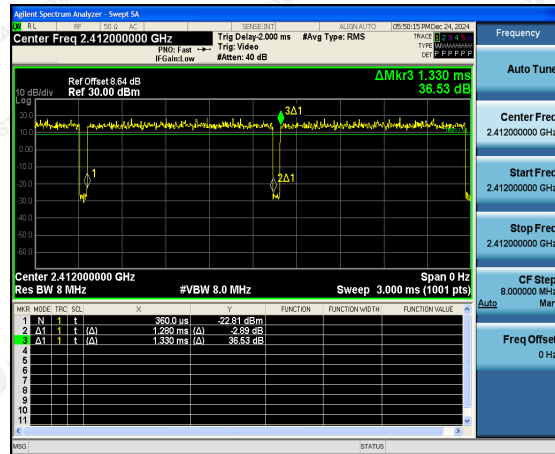 Agilent Spectrum Analyzer - Swept SA
RL RF 50 Ω AC SENSE:INT ALIGN AUTO 05:50:15 PM Dec 24, 2024
Center Freq 2.412000000 GHz
PNO: Fast
IFGain:Low
Trig Delay-2.000 ms
Trig: Video
#Atten: 40 dB
#Avg Type: RMS
TRACE 1 2 3 4 5 6
TYPE WWWWWW
DET P P P P P P
ΔMkr3 1.330 ms
36.53 dB
Ref Offset 8.64 dB
10 dB/div Ref 30.00 dBm
Log
20.0
10.0
0.00
-10.0
-20.0
-30.0
-40.0
-50.0
-60.0
3Δ1
1
2Δ1
Center 2.412000000 GHz Span 0 Hz
Res BW 8 MHz #VBW 8.0 MHz Sweep 3.000 ms (1001 pts)
MKR MODE TRC SCL X Y FUNCTION FUNCTION WIDTH FUNCTION VALUE
1 N 1 t 360.0 µs -22.81 dBm
2 Δ1 1 t (Δ) 1.280 ms (Δ) -2.89 dB
3 Δ1 1 t (Δ) 1.330 ms (Δ) 36.53 dB
4
5
6
7
8
9
10
11
MSG STATUS
Frequency
Auto Tune
Center Freq
2.412000000 GHz
Start Freq
2.412000000 GHz
Stop Freq
2.412000000 GHz
CF Step
8.000000 MHz
Auto Man
Freq Offset
0 Hz